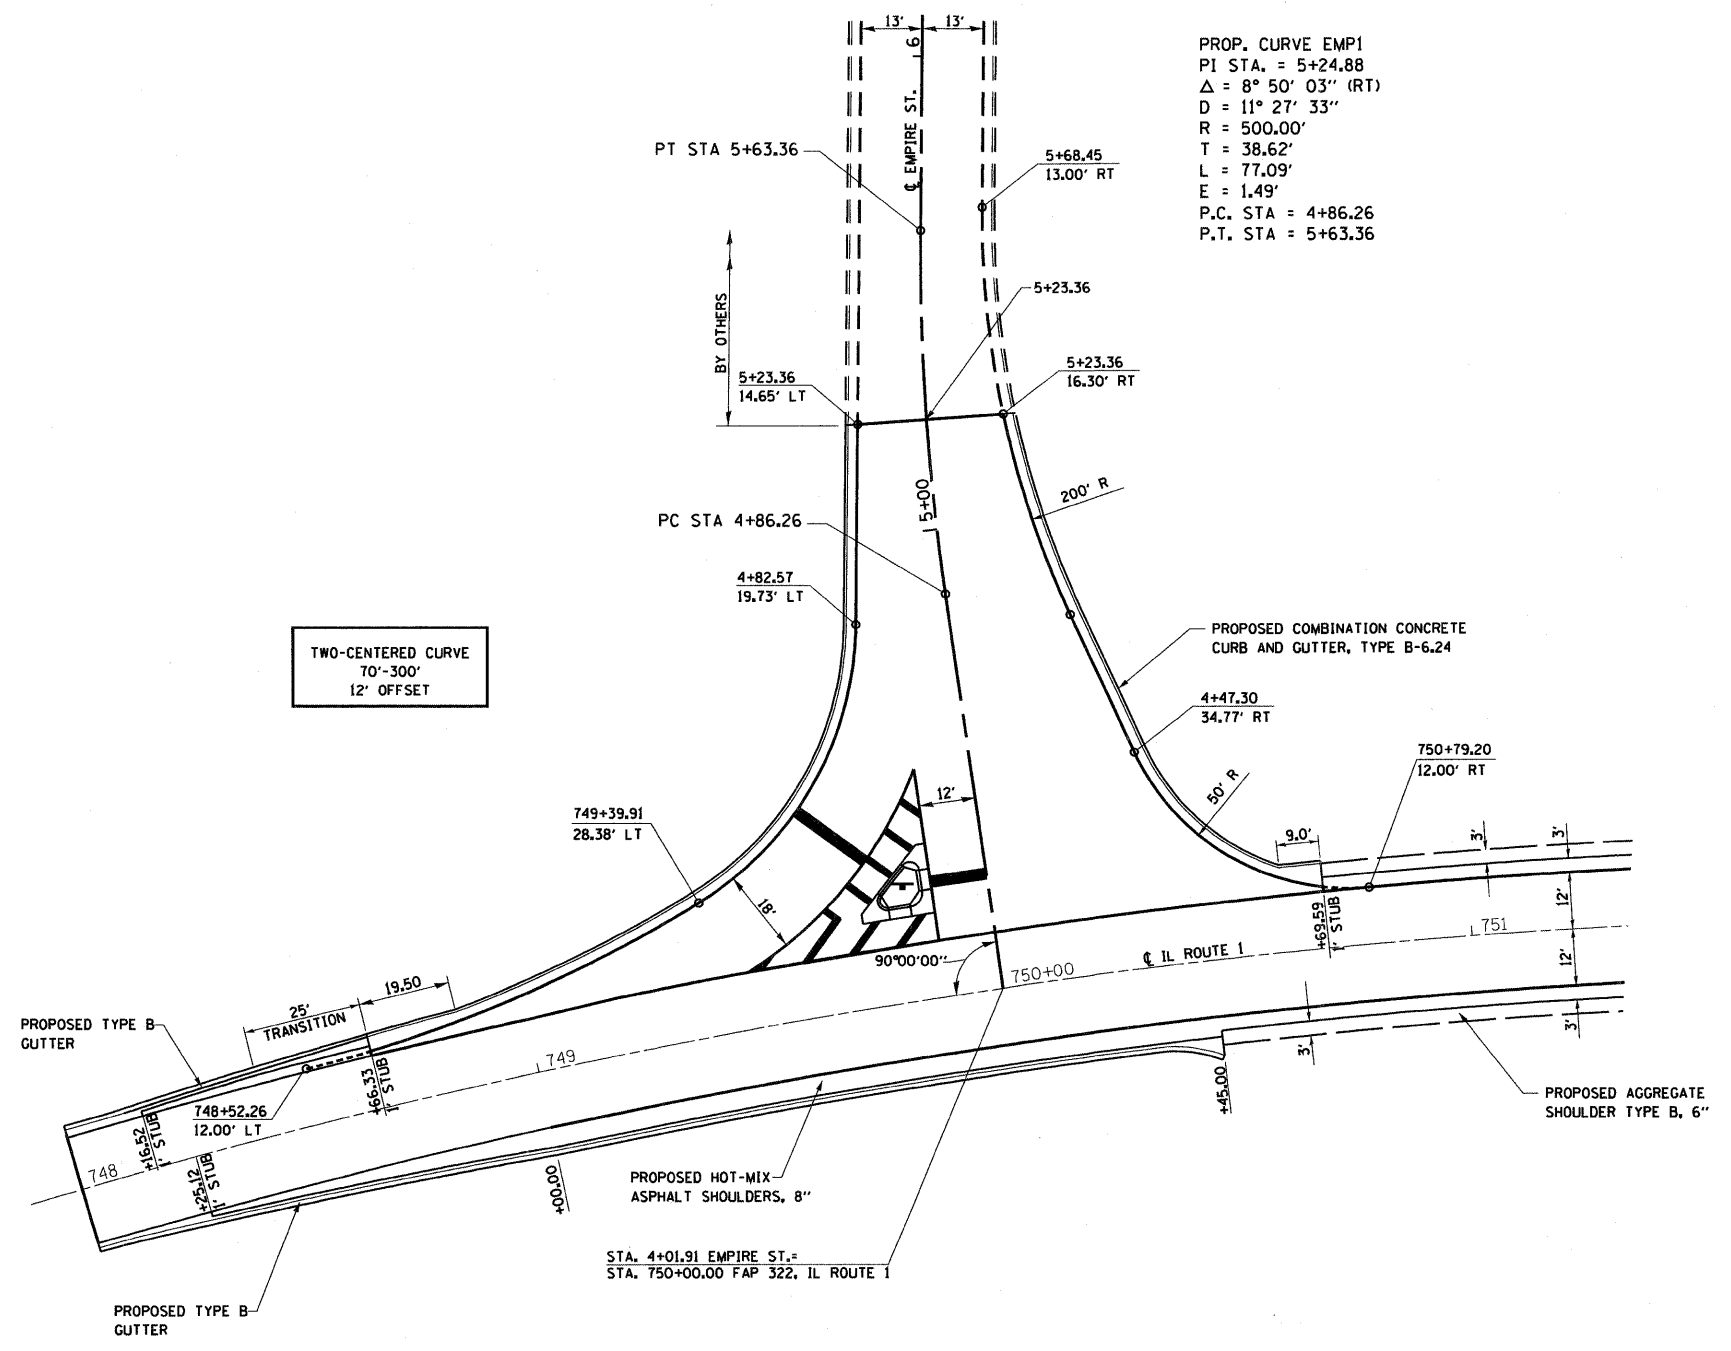 13' 13'
6
℄ EMPIRE ST.
PROP. CURVE EMP1
PI STA. = 5+24.88
Δ = 8° 50' 03" (RT)
D = 11° 27' 33"
R = 500.00'
T = 38.62'
L = 77.09'
E = 1.49'
P.C. STA = 4+86.26
P.T. STA = 5+63.36
PT STA 5+63.36
5+68.45
13.00' RT
BY OTHERS
5+23.36
5+23.36
14.65' LT
5+23.36
16.30' RT
200' R
5+00
PC STA 4+86.26
4+82.57
19.73' LT
TWO-CENTERED CURVE
70'-300'
12' OFFSET
PROPOSED COMBINATION CONCRETE
CURB AND GUTTER, TYPE B-6.24
4+47.30
34.77' RT
750+79.20
12.00' RT
50' R
12'
749+39.91
28.38' LT
9.0'
3'
3'
18'
12'
12'
+69.59
1' STUB
751
90°00'00"
℄ IL ROUTE 1
750+00
19.50
25'
TRANSITION
PROPOSED TYPE B
GUTTER
3'
3'
749
+66.33
1' STUB
748+52.26
12.00' LT
+16.52
1' STUB
748
+25.12
1' STUB
+00.00
+45.00
PROPOSED AGGREGATE
SHOULDER TYPE B, 6"
PROPOSED HOT-MIX
ASPHALT SHOULDERS, 8"
STA. 4+01.91 EMPIRE ST.=
STA. 750+00.00 FAP 322, IL ROUTE 1
PROPOSED TYPE B
GUTTER